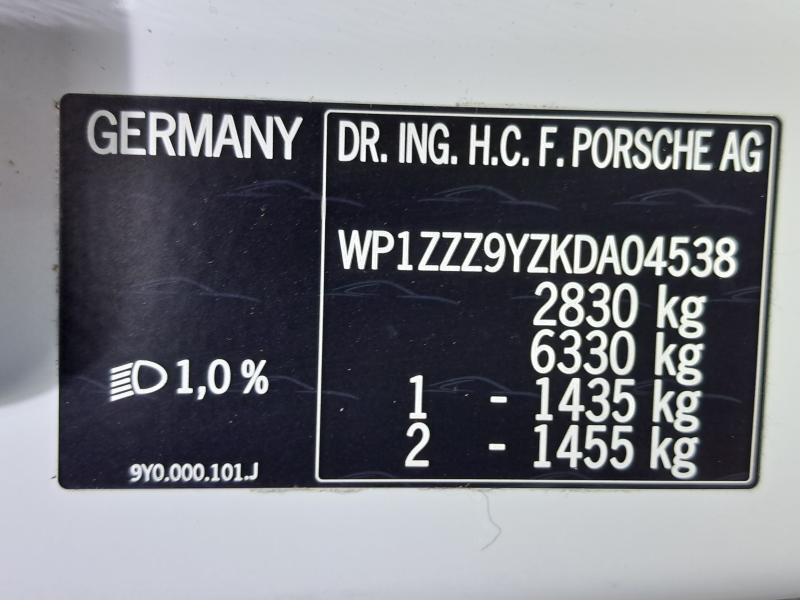 GERMANY
1,0 %
9Y0.000.101.J
DR. ING. H.C. F. PORSCHE AG
WP1ZZZ9YZKDA04538
2830 kg
6330 kg
1 - 1435 kg
2 - 1455 kg